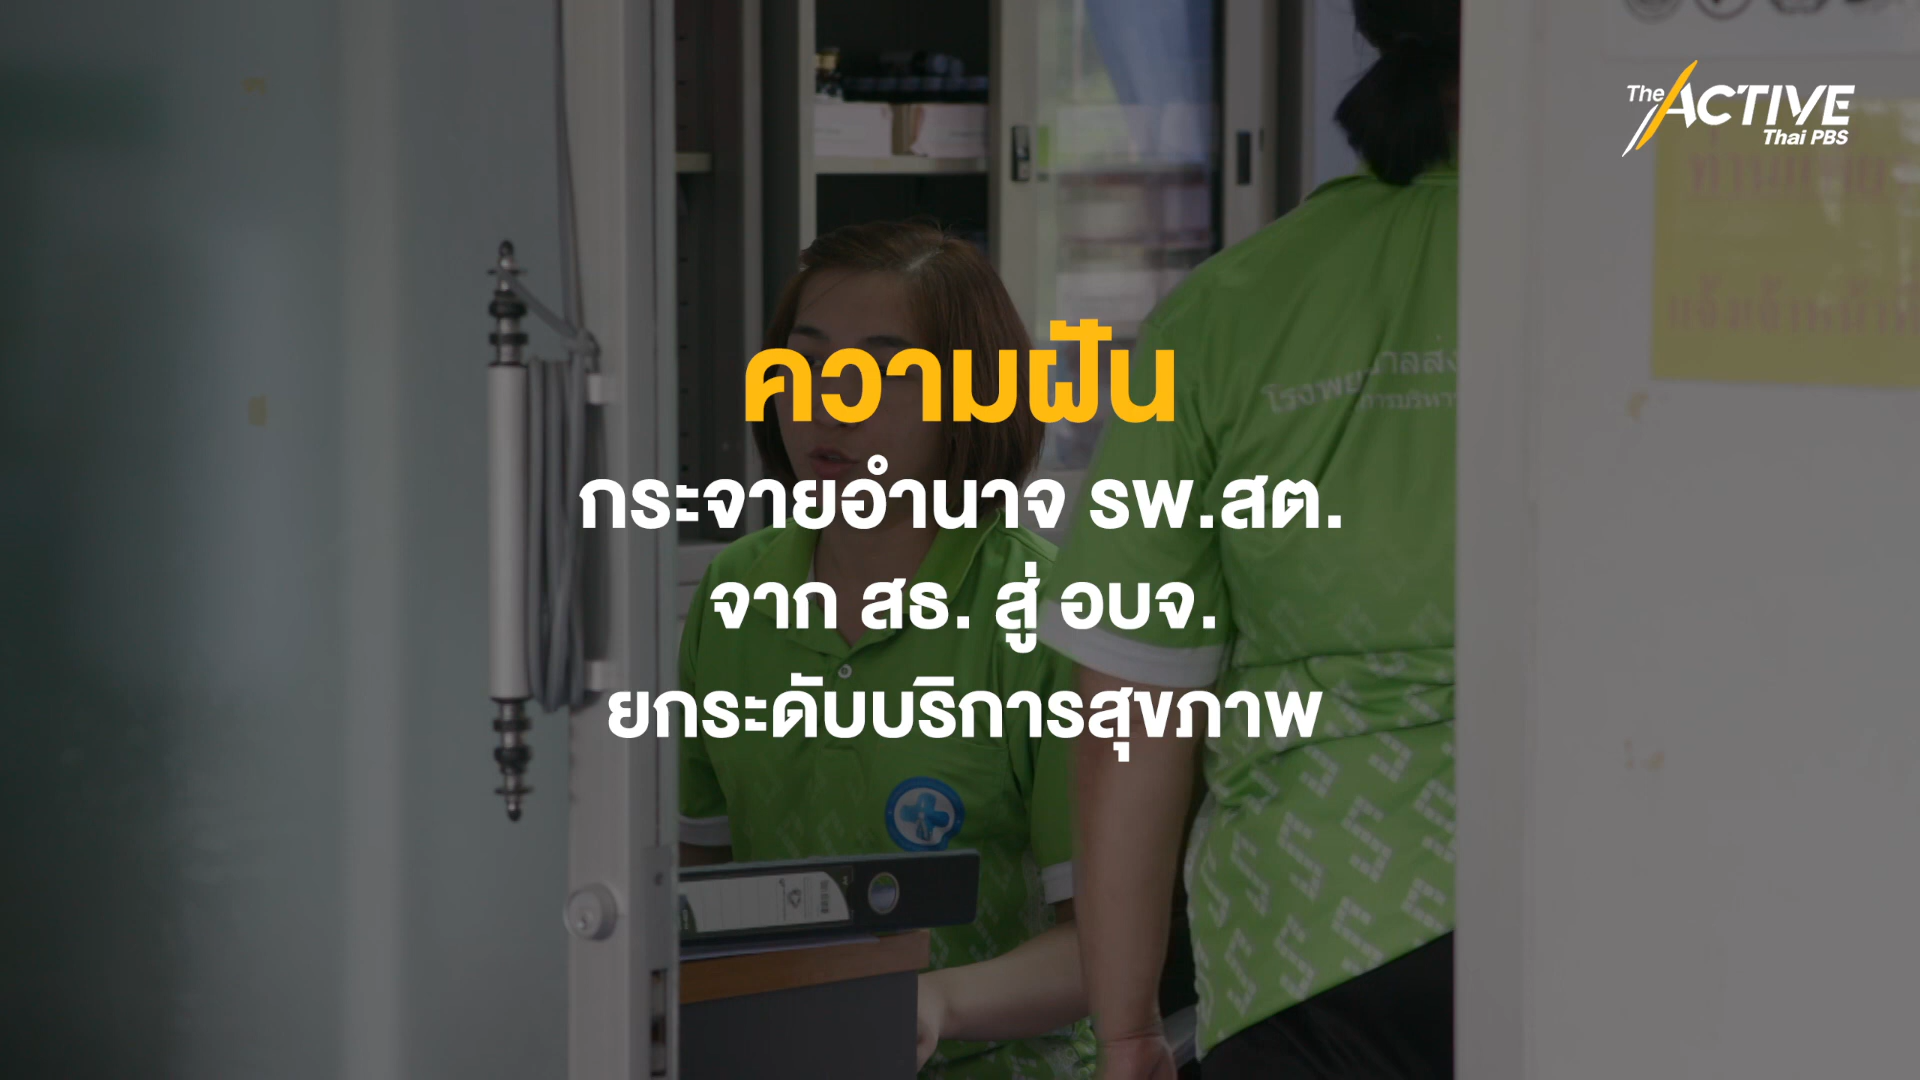 The ACTIVE
Thai PBS
ความฝัน
กระจายอำนาจ รพ.สต.
จาก สธ. สู่ อบจ.
ยกระดับบริการสุขภาพ